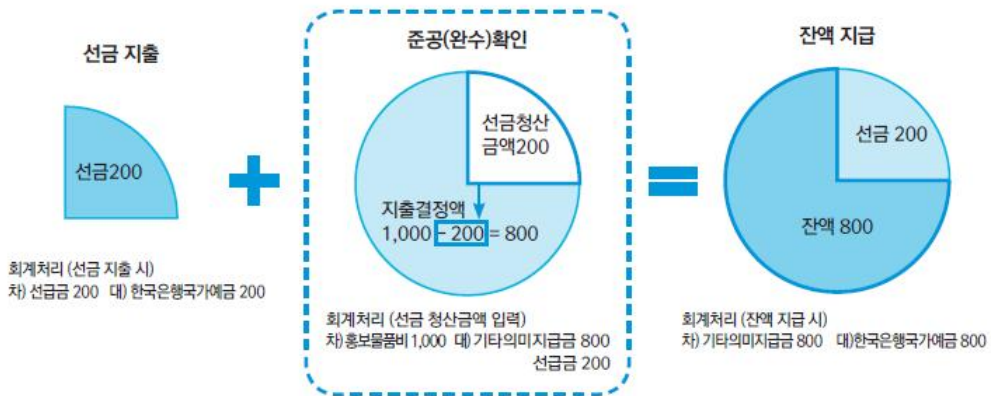 선금 지출
선금200
회계처리 (선금 지출 시)
차) 선급금 200 대) 한국은행국가예금 200
준공(완수)확인
선금청산
금액200
지출결정액
1,000 - 200 = 800
회계처리 (선금 청산금액 입력)
차) 홍보물품비 1,000 대) 기타의미지급금 800
선급금 200
잔액 지급
선금 200
잔액 800
회계처리 (잔액 지급 시)
차) 기타의미지급금 800 대)한국은행국가예금 800